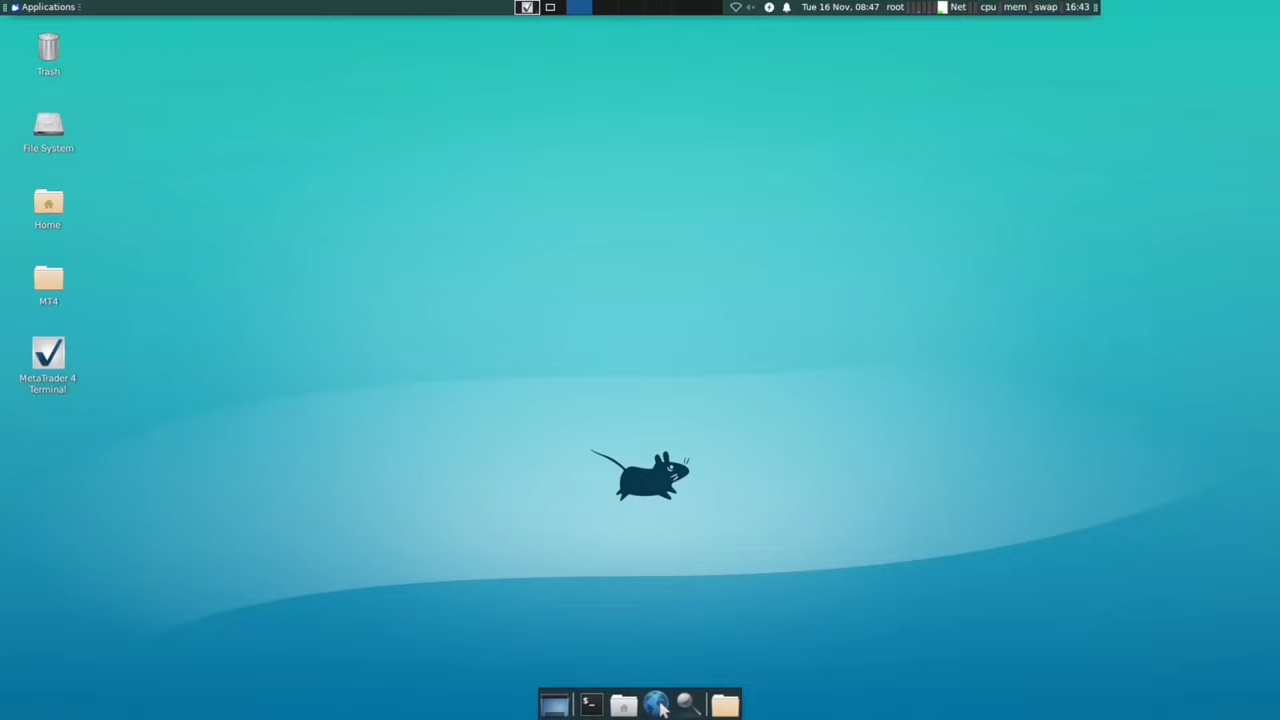 Applications
Tue 16 Nov, 08:47 root Net cpu mem swap 16:43
Trash
File System
Home
MT4
MetaTrader 4
Terminal
$_